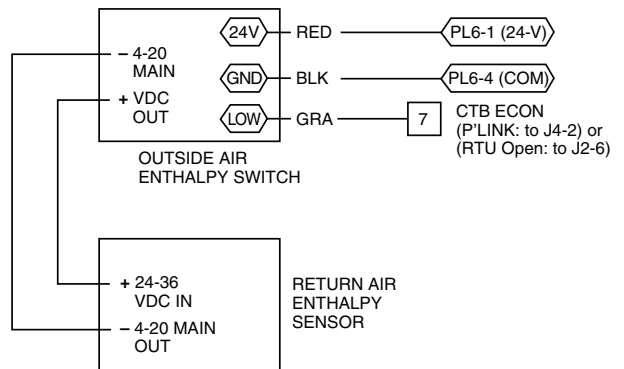 24V RED PL6-1 (24-V)
– 4-20
MAIN
GND BLK PL6-4 (COM)
+ VDC
OUT
LOW GRA 7 CTB ECON
(P'LINK: to J4-2) or
(RTU Open: to J2-6)
OUTSIDE AIR
ENTHALPY SWITCH
+ 24-36
VDC IN
– 4-20 MAIN
OUT
RETURN AIR
ENTHALPY
SENSOR